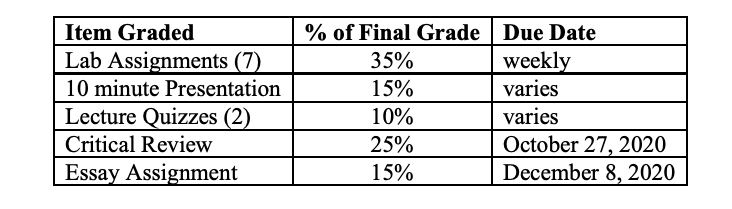 Item Graded % of Final Grade Due Date
Lab Assignments (7) 35% weekly
10 minute Presentation 15% varies
Lecture Quizzes (2) 10% varies
Critical Review 25% October 27, 2020
Essay Assignment 15% December 8, 2020